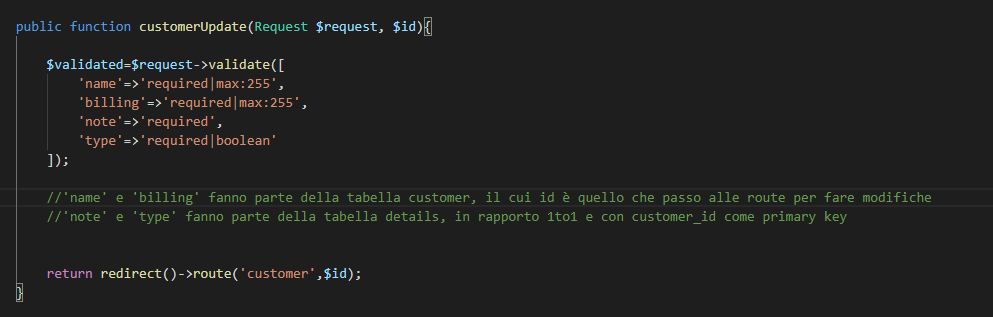 public function customerUpdate(Request $request, $id){
$validated=$request->validate([
'name'=>'required|max:255',
'billing'=>'required|max:255',
'note'=>'required',
'type'=>'required|boolean'
]);
//'name' e 'billing' fanno parte della tabella customer, il cui id è quello che passo alle route per fare modifiche
//'note' e 'type' fanno parte della tabella details, in rapporto 1to1 e con customer_id come primary key
return redirect()->route('customer',$id);
}